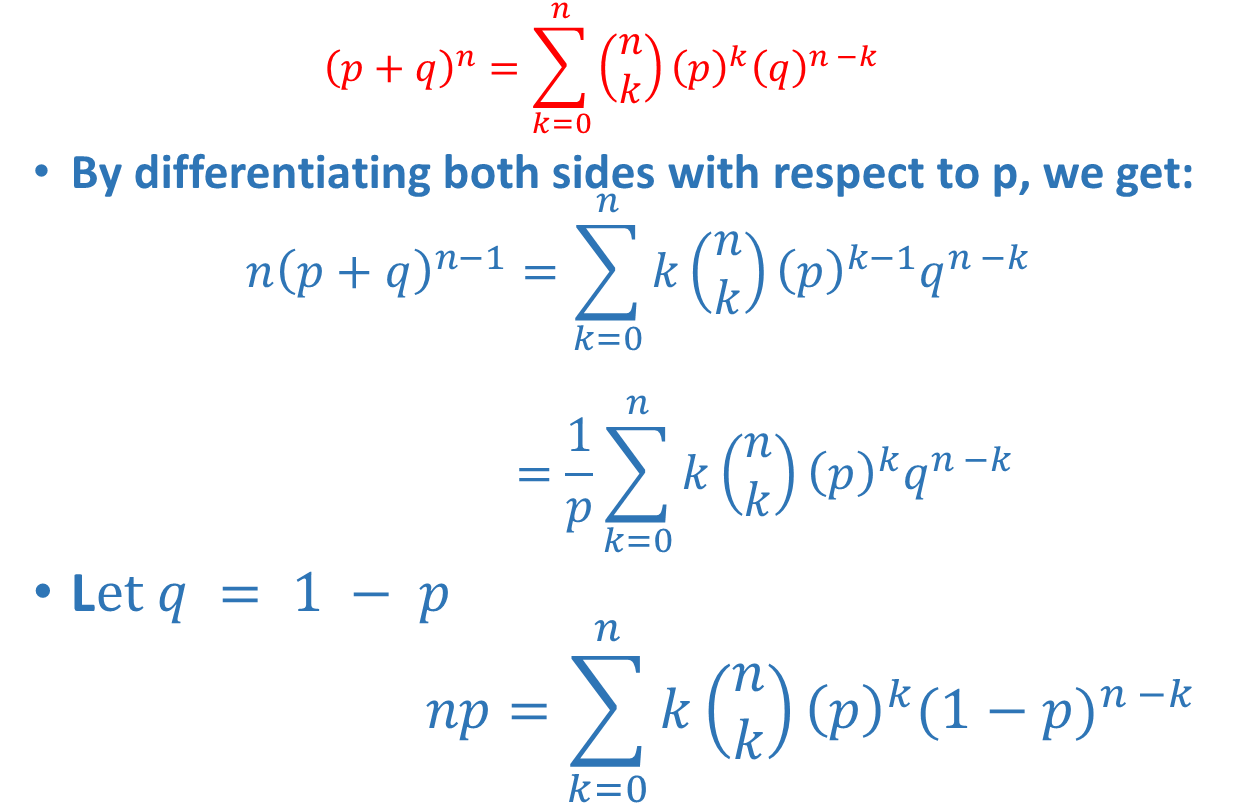 $(p + q)^n = \sum_{k=0}^{n} \binom{n}{k} (p)^k (q)^{n-k}$
• By differentiating both sides with respect to p, we get:
$n(p + q)^{n-1} = \sum_{k=0}^{n} k \binom{n}{k} (p)^{k-1} q^{n-k}$
$= \frac{1}{p} \sum_{k=0}^{n} k \binom{n}{k} (p)^k q^{n-k}$
• Let $q = 1 - p$
$np = \sum_{k=0}^{n} k \binom{n}{k} (p)^k (1 - p)^{n-k}$